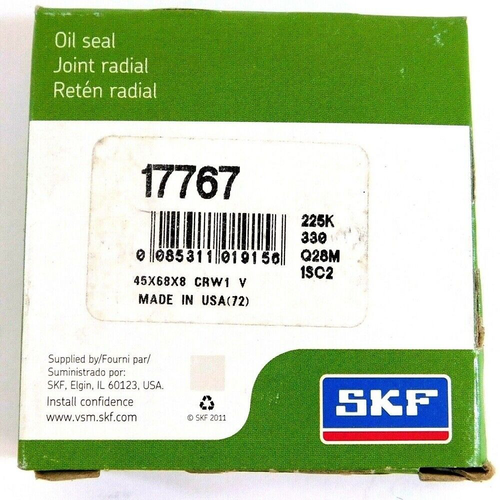 Oil seal
Joint radial
Retén radial
17767
0 085311 019156
225K
330
Q28M
1SC2
45X68X8 CRW1 V
MADE IN USA(72)
Supplied by/Fourni par/
Suministrado por:
SKF, Elgin, IL 60123, USA.
Install confidence
www.vsm.skf.com
© SKF 2011
SKF